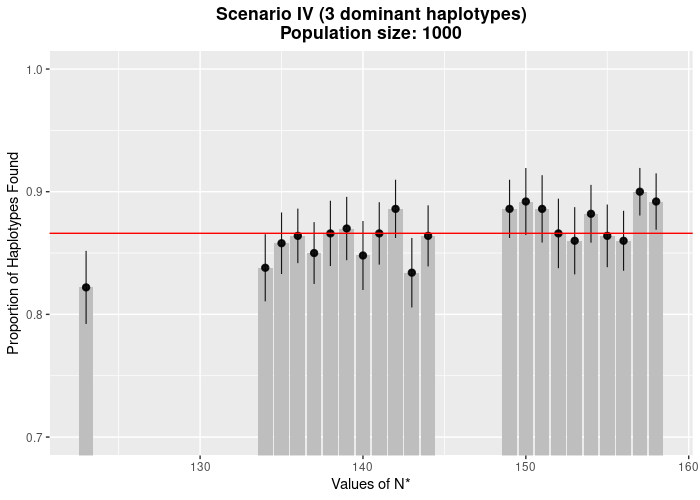 Scenario IV (3 dominant haplotypes)
Population size: 1000
Proportion of Haplotypes Found
1.0
0.9
0.8
0.7
130
140
150
160
Values of N*